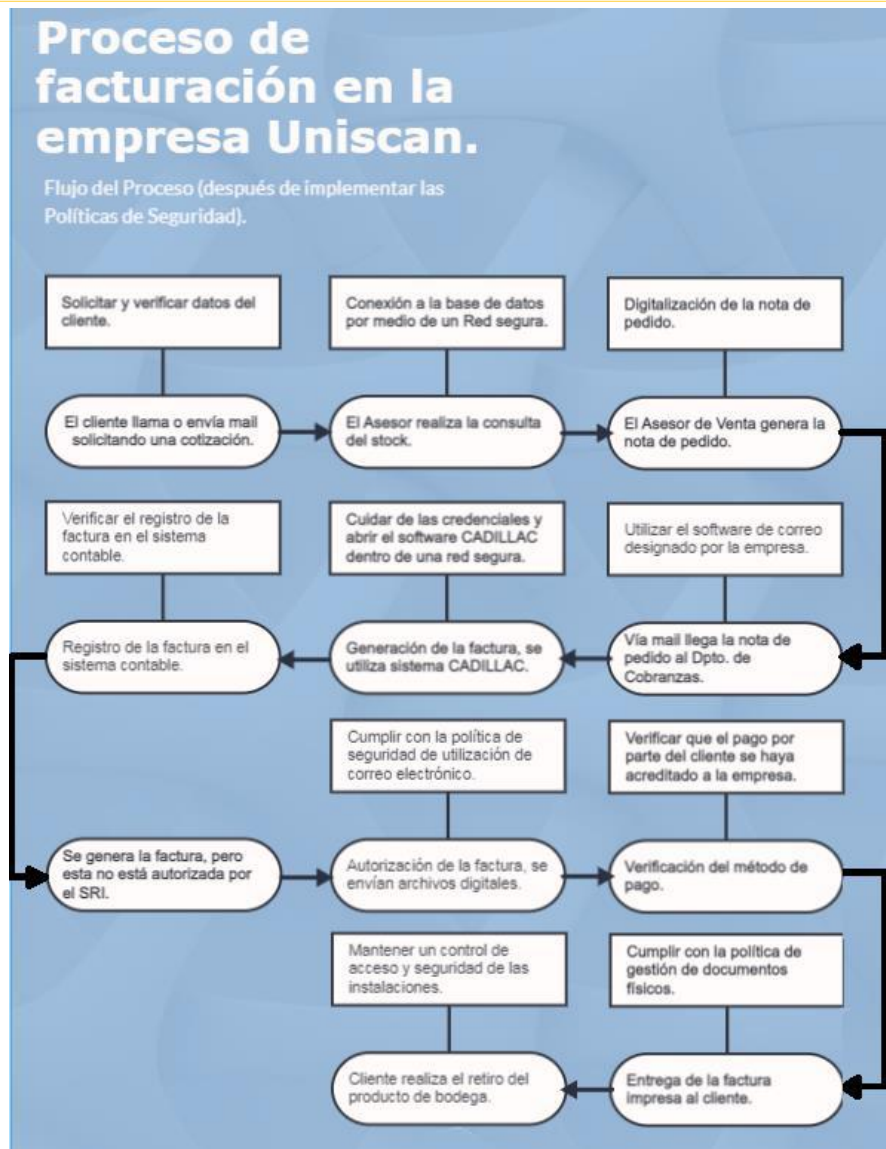 Proceso de
facturación en la
empresa Uniscan.
Flujo del Proceso (después de implementar las
Políticas de Seguridad).
Solicitar y verificar datos del
cliente.
Conexión a la base de datos
por medio de un Red segura.
Digitalización de la nota de
pedido.
El cliente llama o envía mail
solicitando una cotización.
El Asesor realiza la consulta
del stock.
El Asesor de Venta genera la
nota de pedido.
Verificar el registro de la
factura en el sistema
contable.
Cuidar de las credenciales y
abrir el software CADILLAC
dentro de una red segura.
Utilizar el software de correo
designado por la empresa.
Registro de la factura en el
sistema contable.
Generación de la factura, se
utiliza sistema CADILLAC.
Vía mail llega la nota de
pedido al Dpto. de
Cobranzas.
Cumplir con la política de
seguridad de utilización de
correo electrónico.
Verificar que el pago por
parte del cliente se haya
acreditado a la empresa.
Se genera la factura, pero
esta no está autorizada por
el SRI.
Autorización de la factura, se
envían archivos digitales.
Verificación del método de
pago.
Mantener un control de
acceso y seguridad de las
instalaciones.
Cumplir con la política de
gestión de documentos
físicos.
Cliente realiza el retiro del
producto de bodega.
Entrega de la factura
impresa al cliente.